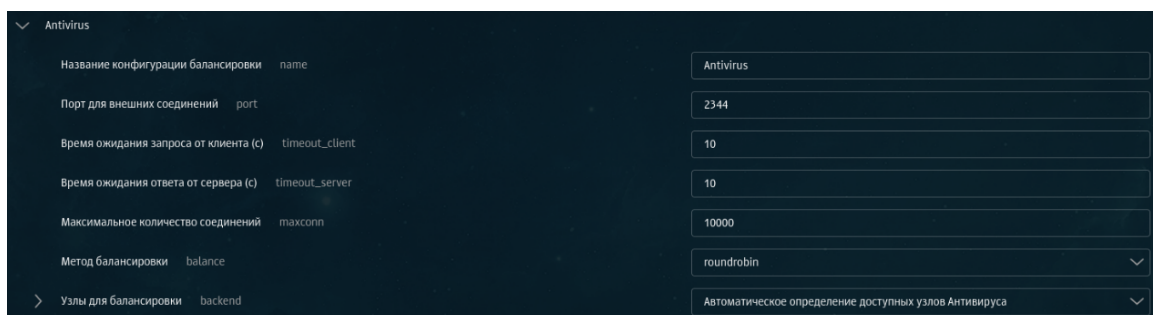 Antivirus
Название конфигурации балансировки name Antivirus
Порт для внешних соединений port 2344
Время ожидания запроса от клиента (с) timeout_client 10
Время ожидания ответа от сервера (с) timeout_server 10
Максимальное количество соединений maxconn 10000
Метод балансировки balance roundrobin
Узлы для балансировки backend Автоматическое определение доступных узлов Антивируса